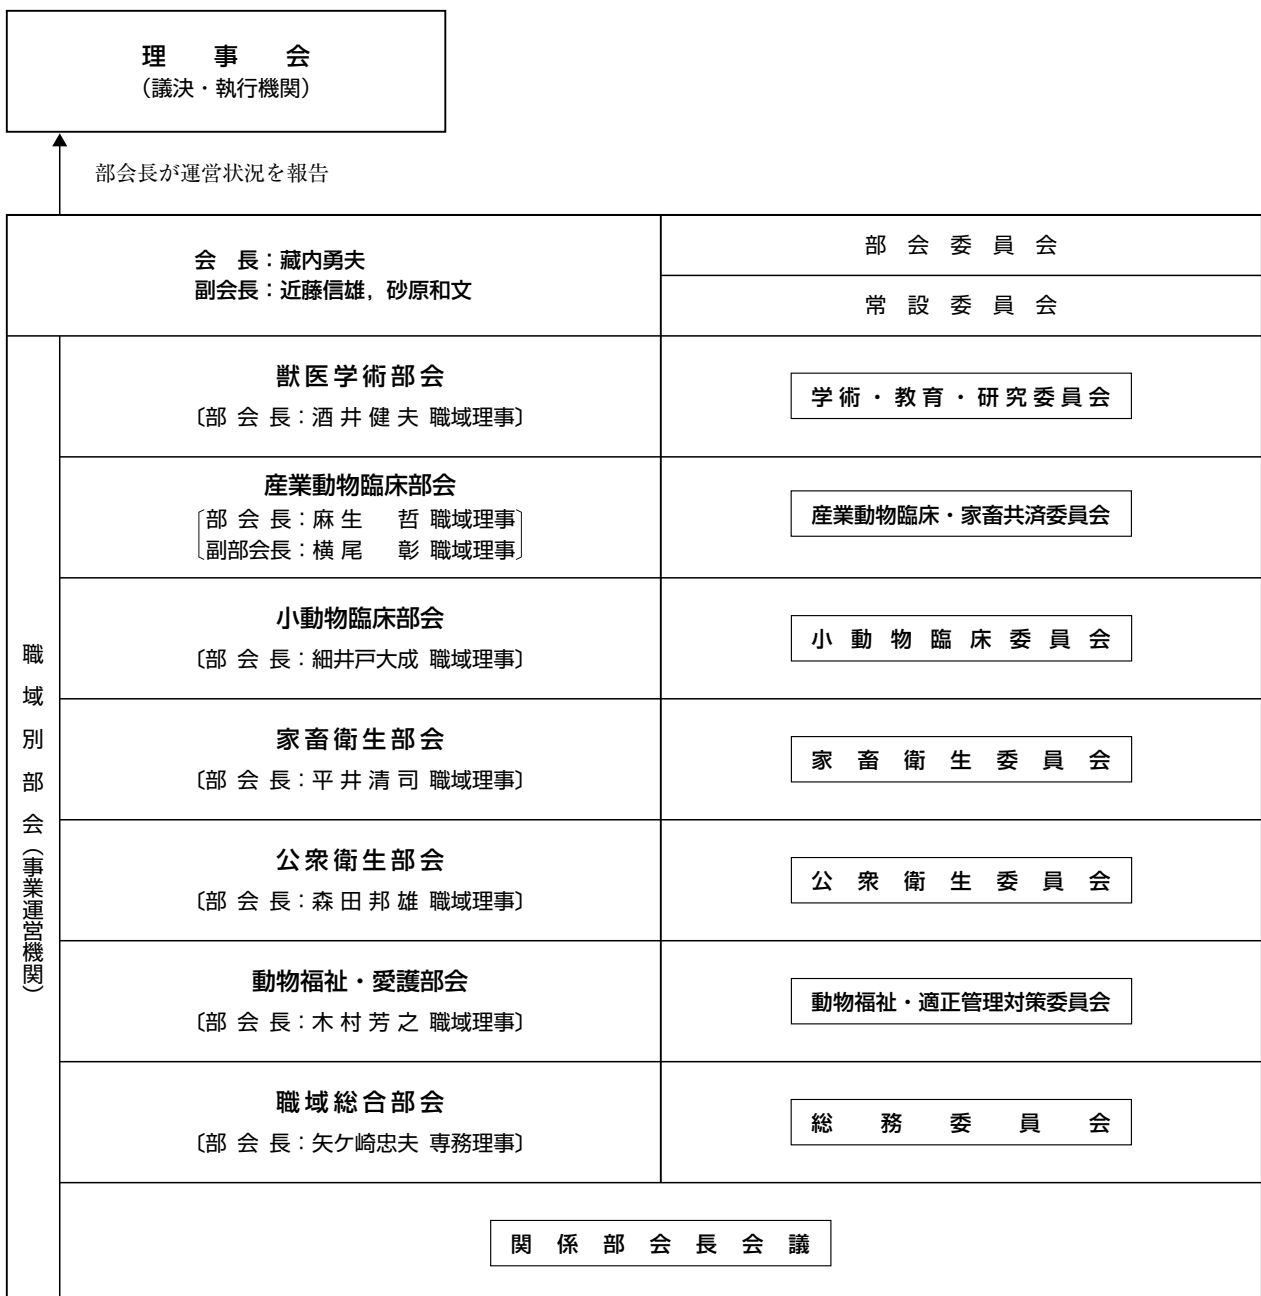 理事会
(議決・執行機関)
部会長が運営状況を報告
会 長：藏内勇夫
副会長：近藤信雄，砂原和文
部会委員会
常設委員会
職域別部会(事業運営機関)
獣医学術部会
〔部会長：酒井健夫 職域理事〕
学術・教育・研究委員会
産業動物臨床部会
部会長：麻生 哲 職域理事
副部会長：横尾 彰 職域理事
産業動物臨床・家畜共済委員会
小動物臨床部会
〔部会長：細井戸大成 職域理事〕
小動物臨床委員会
家畜衛生部会
〔部会長：平井清司 職域理事〕
家畜衛生委員会
公衆衛生部会
〔部会長：森田邦雄 職域理事〕
公衆衛生委員会
動物福祉・愛護部会
〔部会長：木村芳之 職域理事〕
動物福祉・適正管理対策委員会
職域総合部会
〔部会長：矢ケ崎忠夫 専務理事〕
総務委員会
関係部会長会議